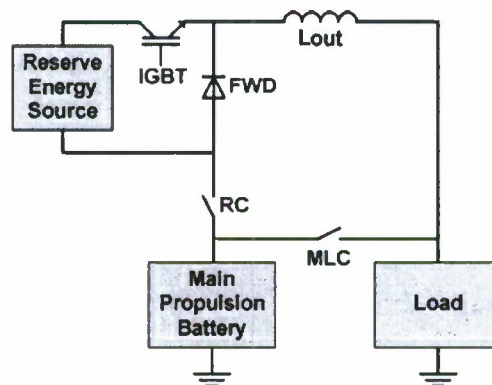 Reserve
Energy
Source
IGBT
FWD
Lout
RC
MLC
Main
Propulsion
Battery
Load